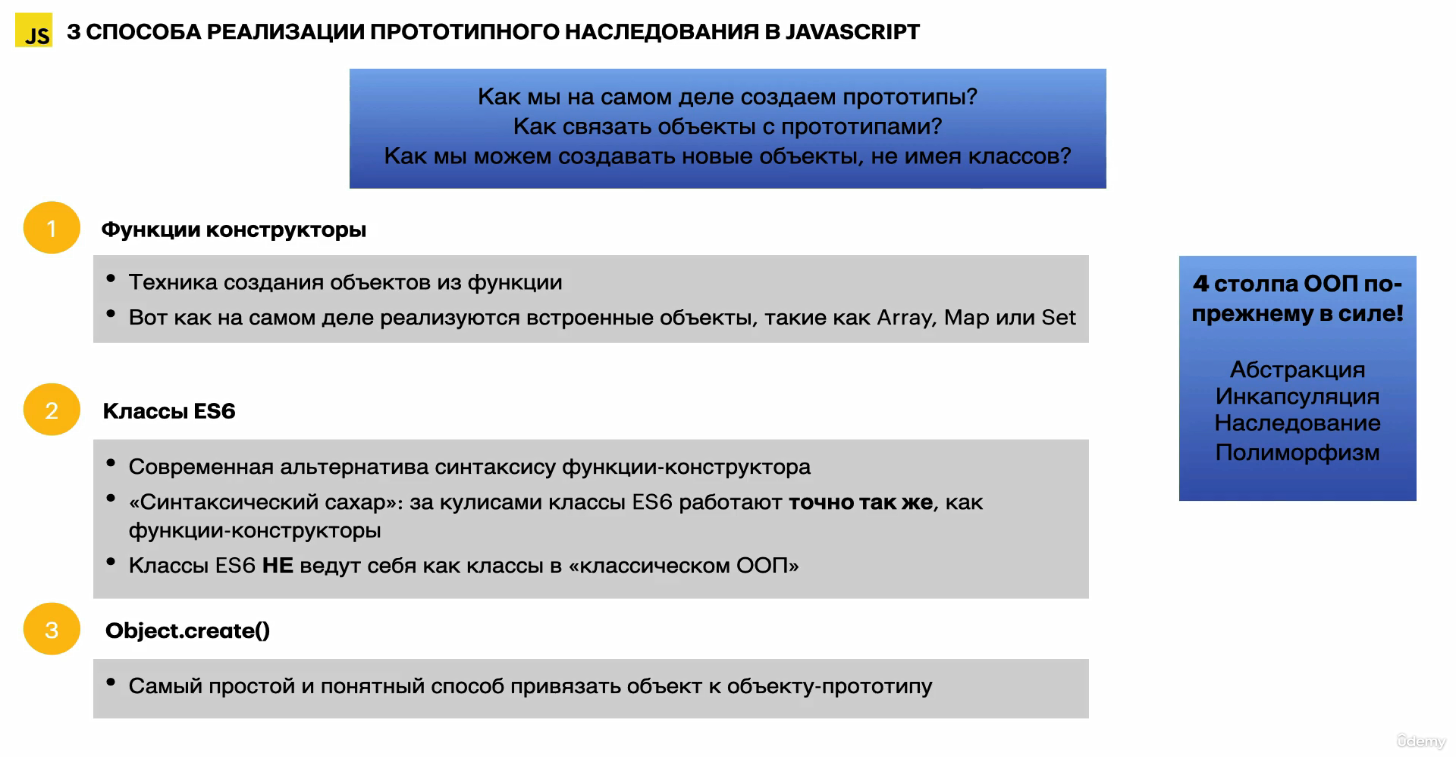 JS 3 СПОСОБА РЕАЛИЗАЦИИ ПРОТОТИПНОГО НАСЛЕДОВАНИЯ В JAVASCRIPT
Как мы на самом деле создаем прототипы?
Как связать объекты с прототипами?
Как мы можем создавать новые объекты, не имея классов?
1 Функции конструкторы
• Техника создания объектов из функции
• Вот как на самом деле реализуются встроенные объекты, такие как Array, Map или Set
2 Классы ES6
• Современная альтернатива синтаксису функции-конструктора
• «Синтаксический сахар»: за кулисами классы ES6 работают точно так же, как
функции-конструкторы
• Классы ES6 НЕ ведут себя как классы в «классическом ООП»
3 Object.create()
• Самый простой и понятный способ привязать объект к объекту-прототипу
4 столпа ООП по-
прежнему в силе!
Абстракция
Инкапсуляция
Наследование
Полиморфизм
ûdemy